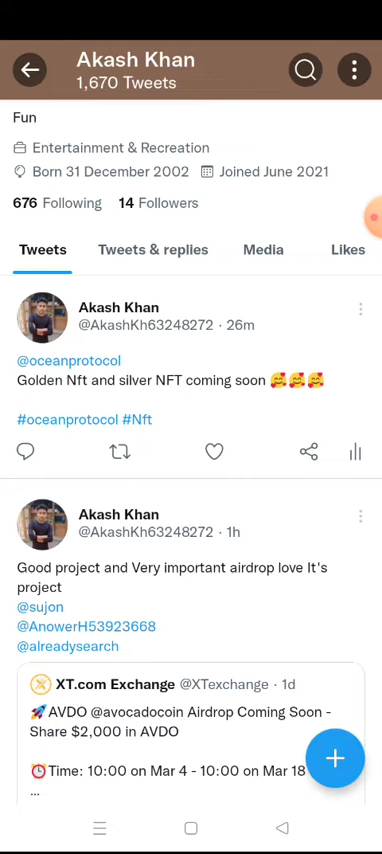 Akash Khan
1,670 Tweets
Fun
Entertainment & Recreation
Born 31 December 2002 Joined June 2021
676 Following 14 Followers
Tweets Tweets & replies Media Likes
Akash Khan
@AkashKh63248272 · 26m
@oceanprotocol
Golden Nft and silver NFT coming soon 🥰🥰🥰
#oceanprotocol #Nft
Akash Khan
@AkashKh63248272 · 1h
Good project and Very important airdrop love It's
project
@sujon
@AnowerH53923668
@alreadysearch
XT.com Exchange @XTexchange · 1d
🚀AVDO @avocadocoin Airdrop Coming Soon -
Share $2,000 in AVDO
⏰Time: 10:00 on Mar 4 - 10:00 on Mar 18
...